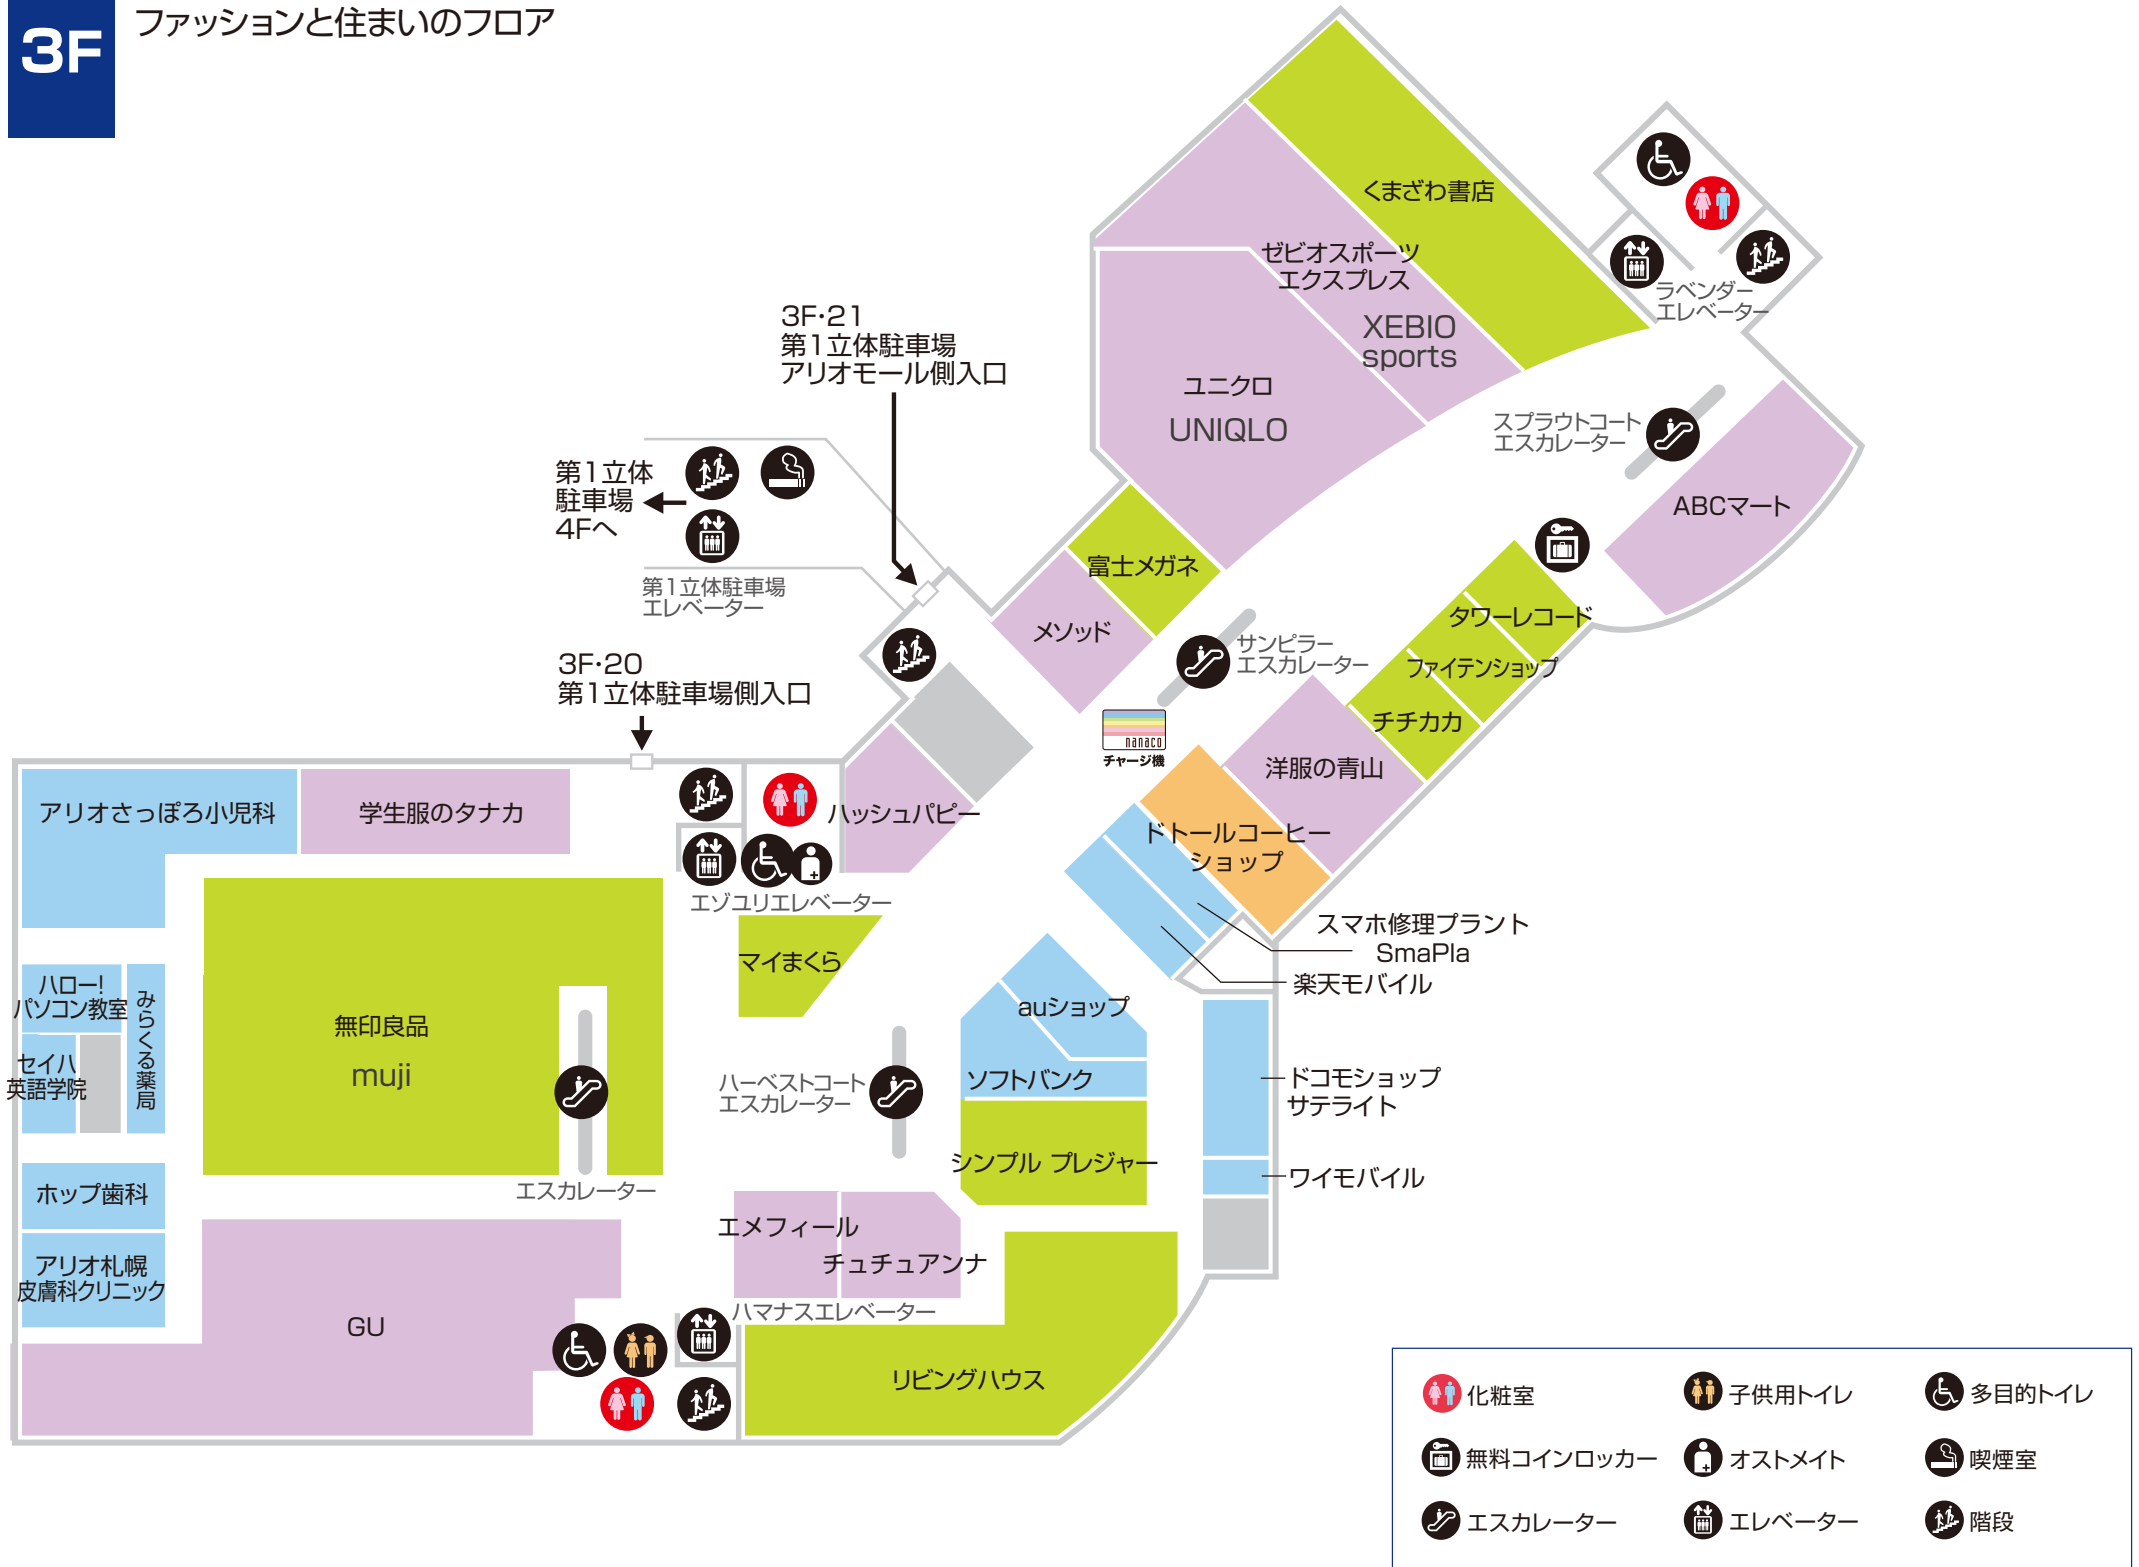 3F
ファッションと住まいのフロア
くまざわ書店
ゼビオスポーツ
エクスプレス
XEBIO
sports
ラベンダー
エレベーター
3F・21
第1立体駐車場
アリオモール側入口
ユニクロ
UNIQLO
スプラウトコート
エスカレーター
ABCマート
第1立体
駐車場
4Fへ
第1立体駐車場
エレベーター
富士メガネ
メソッド
タワーレコード
ファイテンショップ
チチカカ
サンピラー
エスカレーター
3F・20
第1立体駐車場側入口
nanaco
チャージ機
洋服の青山
ドトールコーヒー
ショップ
アリオさっぽろ小児科
学生服のタナカ
ハッシュパピー
エゾユリエレベーター
スマホ修理プラント
SmaPla
楽天モバイル
マイまくら
ハロー!
パソコン教室
みらくる薬局
セイハ
英語学院
無印良品
muji
auショップ
ソフトバンク
ハーベストコート
エスカレーター
ドコモショップ
サテライト
シンプル プレジャー
ワイモバイル
エスカレーター
ホップ歯科
アリオ札幌
皮膚科クリニック
エメフィール
チュチュアンナ
ハマナスエレベーター
GU
リビングハウス
化粧室
子供用トイレ
多目的トイレ
無料コインロッカー
オストメイト
喫煙室
エスカレーター
エレベーター
階段